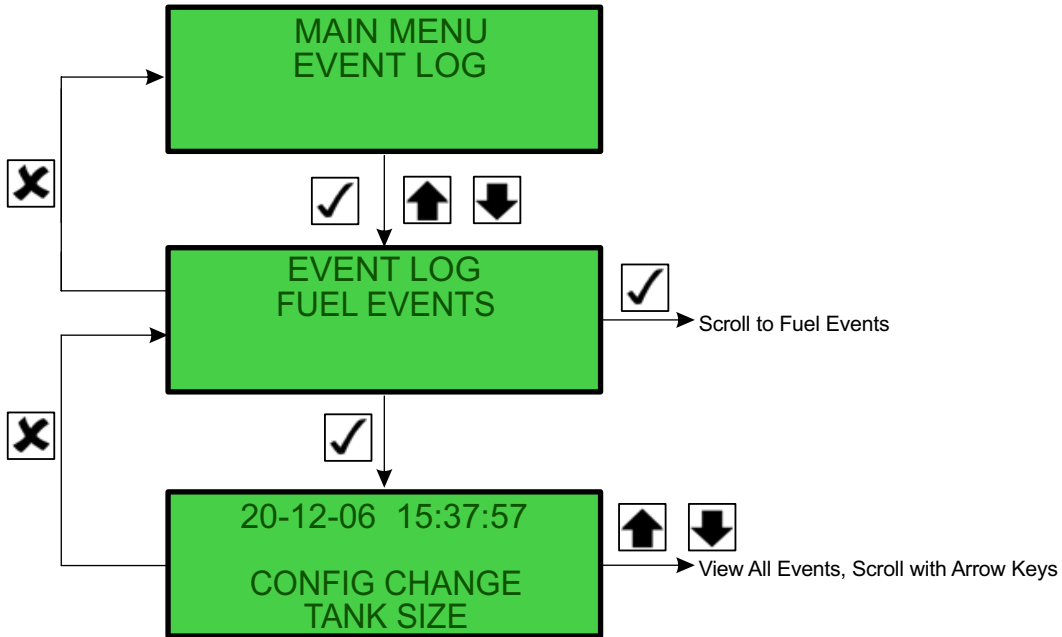 MAIN MENU
EVENT LOG
EVENT LOG
FUEL EVENTS
Scroll to Fuel Events
20-12-06 15:37:57
CONFIG CHANGE
TANK SIZE
View All Events, Scroll with Arrow Keys